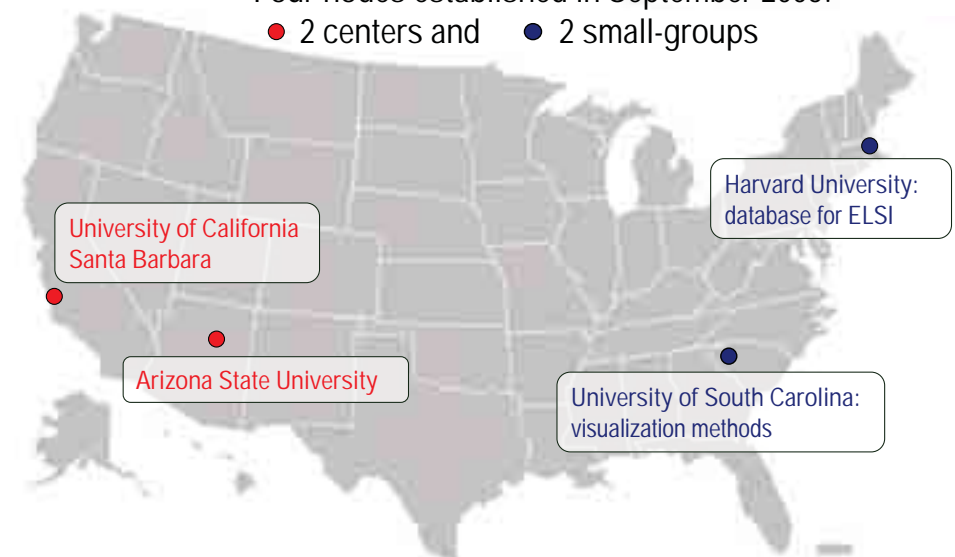 2 centers and 2 small-groups
Harvard University:
database for ELSI
University of California
Santa Barbara
Arizona State University
University of South Carolina:
visualization methods